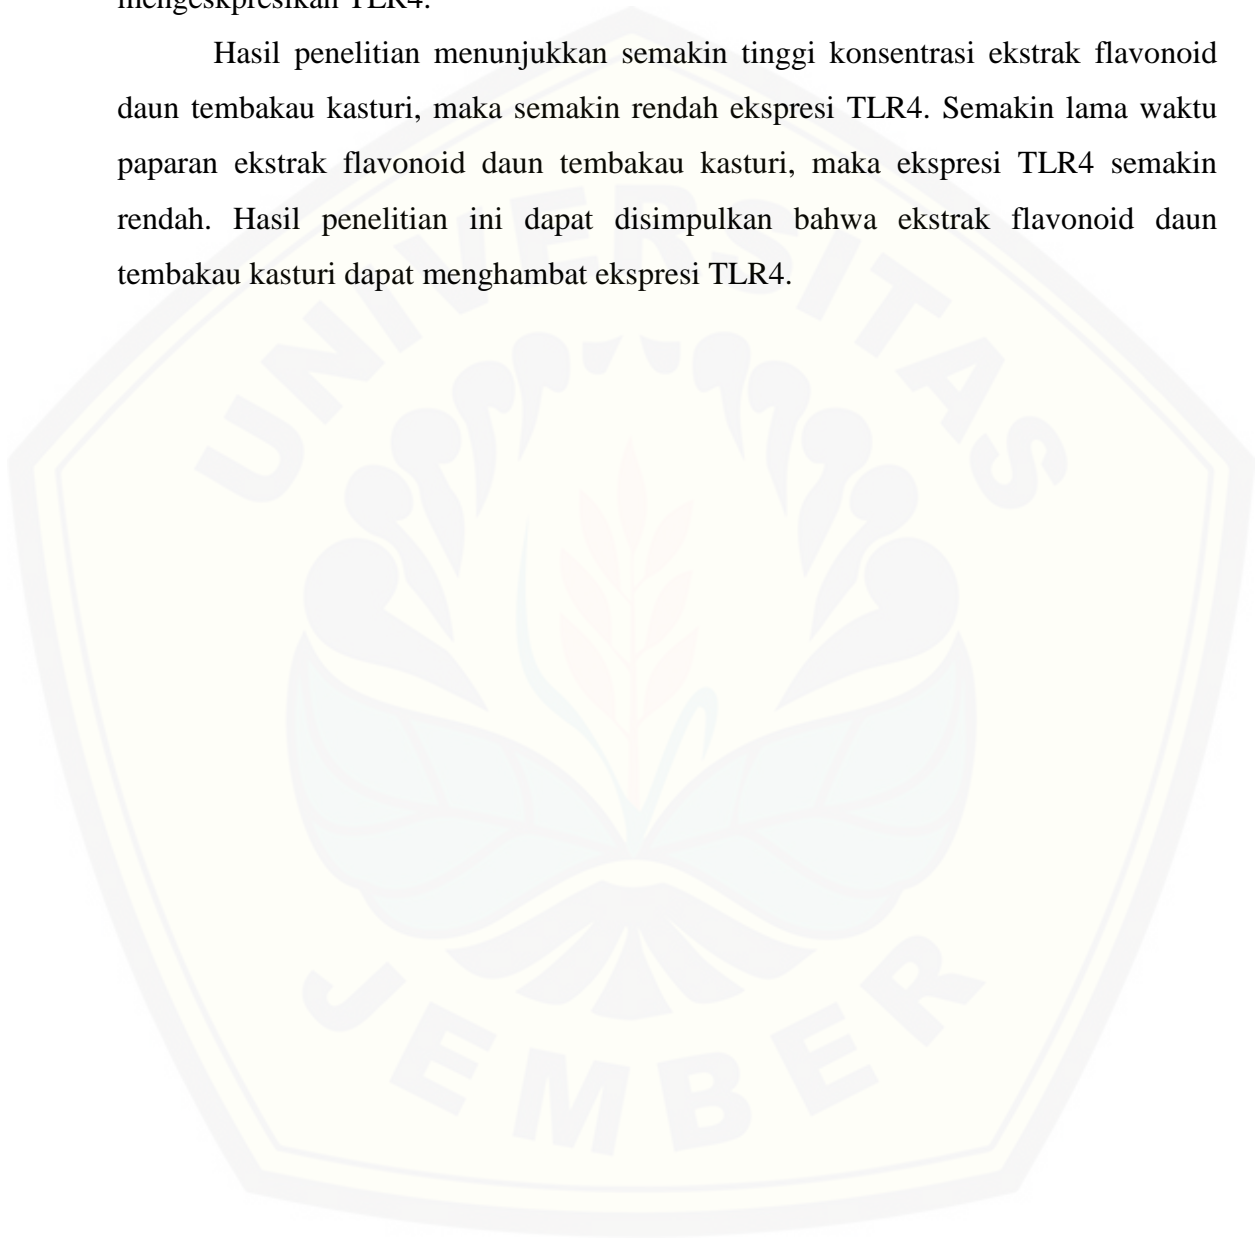 mengeskpresikan TLR4.
Hasil penelitian menunjukkan semakin tinggi konsentrasi ekstrak flavonoid
daun tembakau kasturi, maka semakin rendah ekspresi TLR4. Semakin lama waktu
paparan ekstrak flavonoid daun tembakau kasturi, maka ekspresi TLR4 semakin
rendah. Hasil penelitian ini dapat disimpulkan bahwa ekstrak flavonoid daun
tembakau kasturi dapat menghambat ekspresi TLR4.
UNIVERSITAS
JEMBER